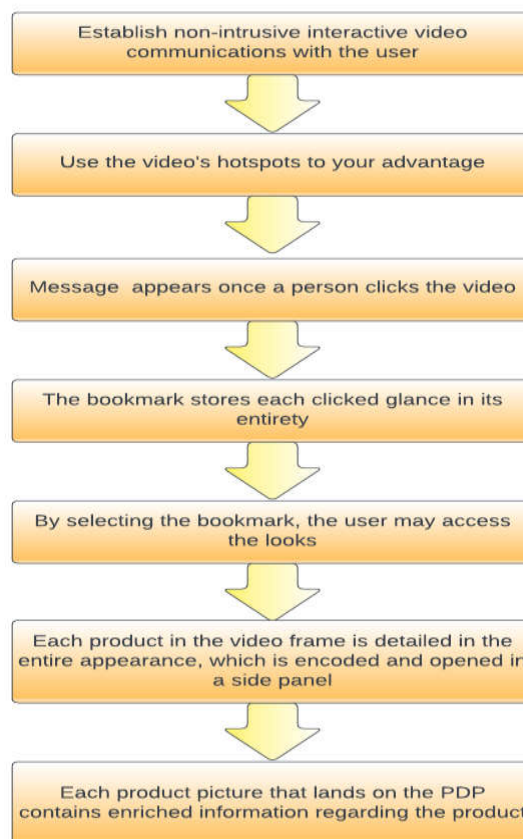 Establish non-intrusive interactive video
communications with the user
Use the video's hotspots to your advantage
Message appears once a person clicks the video
The bookmark stores each clicked glance in its
entirety
By selecting the bookmark, the user may access
the looks
Each product in the video frame is detailed in the
entire appearance, which is encoded and opened in
a side panel
Each product picture that lands on the PDP
contains enriched information regarding the product